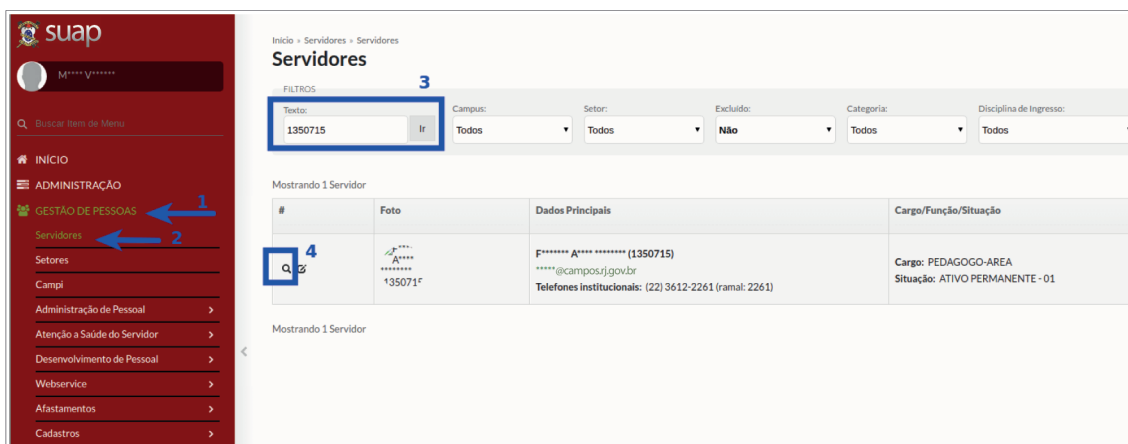 suap
M**** V******
Buscar Item de Menu
INÍCIO
ADMINISTRAÇÃO
GESTÃO DE PESSOAS
1
Servidores
2
Setores
Campi
Administração de Pessoal
Atenção a Saúde do Servidor
Desenvolvimento de Pessoal
Webservice
Afastamentos
Cadastros
Início » Servidores » Servidores
Servidores
FILTROS
3
Texto: Campus: Setor: Excluído: Categoria: Disciplina de Ingresso:
1350715 Ir Todos Todos Não Todos Todos
Mostrando 1 Servidor
# Foto Dados Principais Cargo/Função/Situação
4
A****
********
135071
F******* A**** ******** (1350715)
*****@campos.rj.gov.br
Telefones institucionais: (22) 3612-2261 (ramal: 2261)
Cargo: PEDAGOGO-AREA
Situação: ATIVO PERMANENTE - 01
Mostrando 1 Servidor